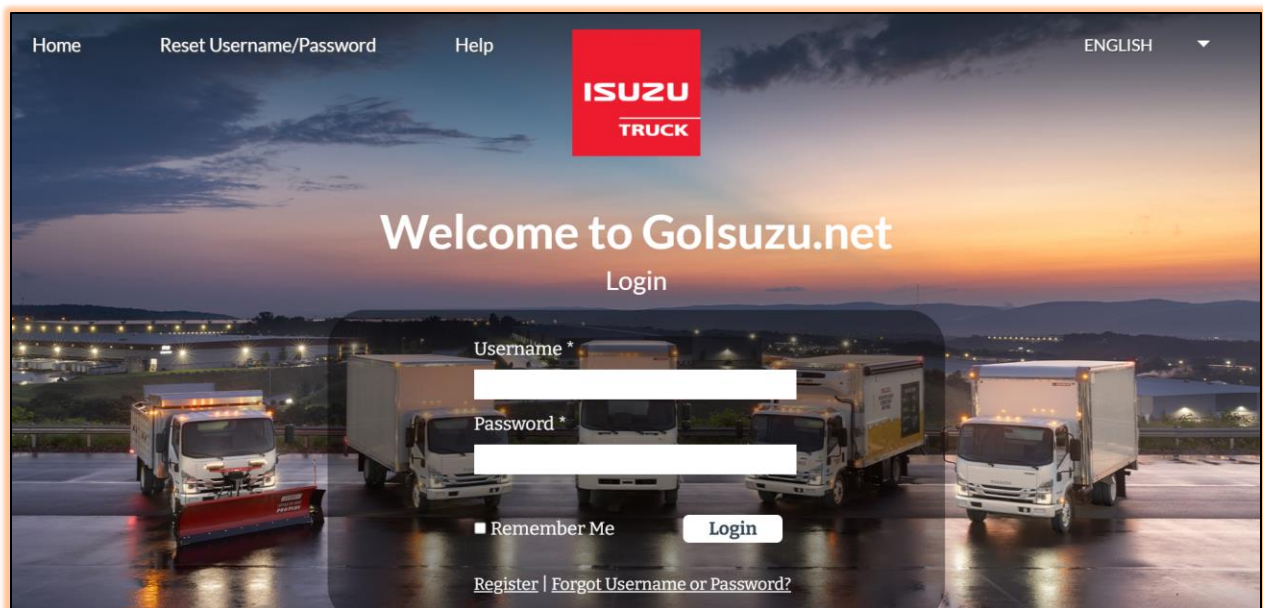 Home Reset Username/Password Help ENGLISH
ISUZU
TRUCK
Welcome to GoIsuzu.net
Login
Username *
Password *
Remember Me Login
Register | Forgot Username or Password?